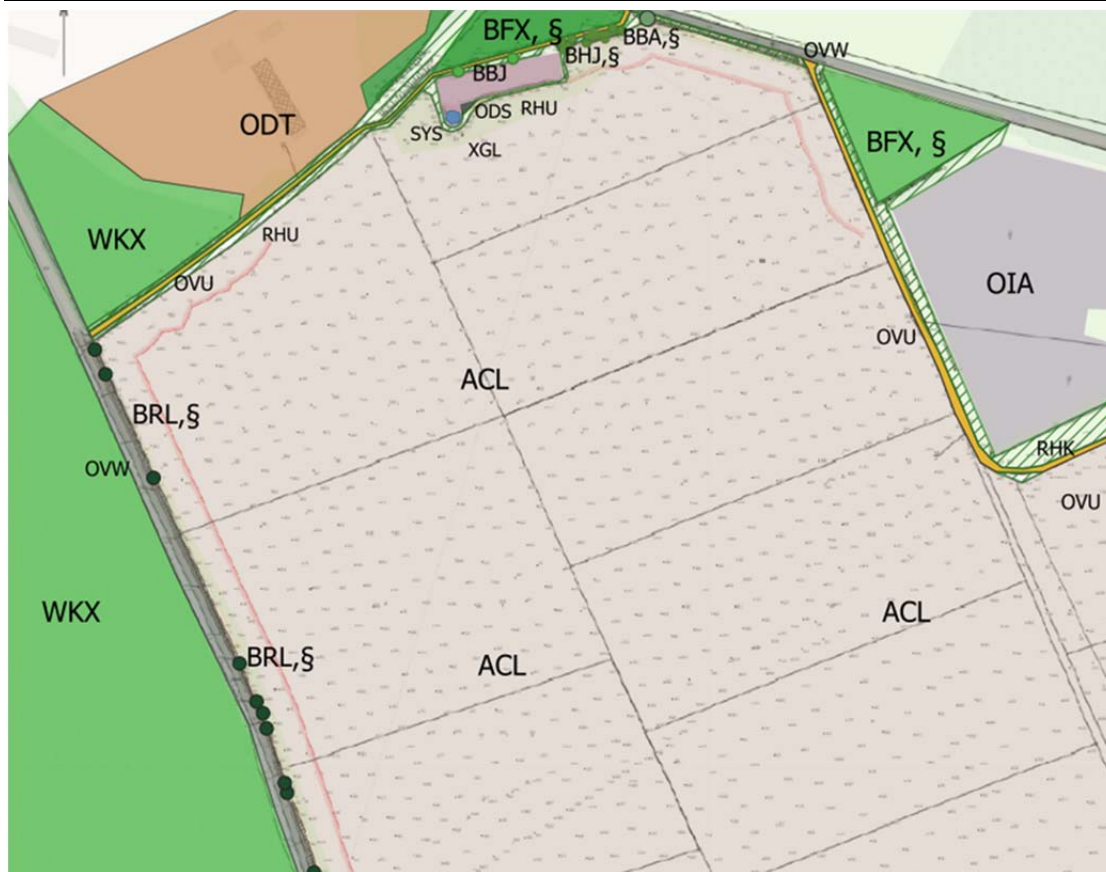 BFX, §
BBA,§
BHJ,§
OVW
BBJ
ODT
ODS
RHU
SYS
XGL
BFX, §
WKX
RHU
OVU
OIA
OVU
ACL
BRL,§
OVW
RHK
OVU
WKX
ACL
BRL,§
ACL